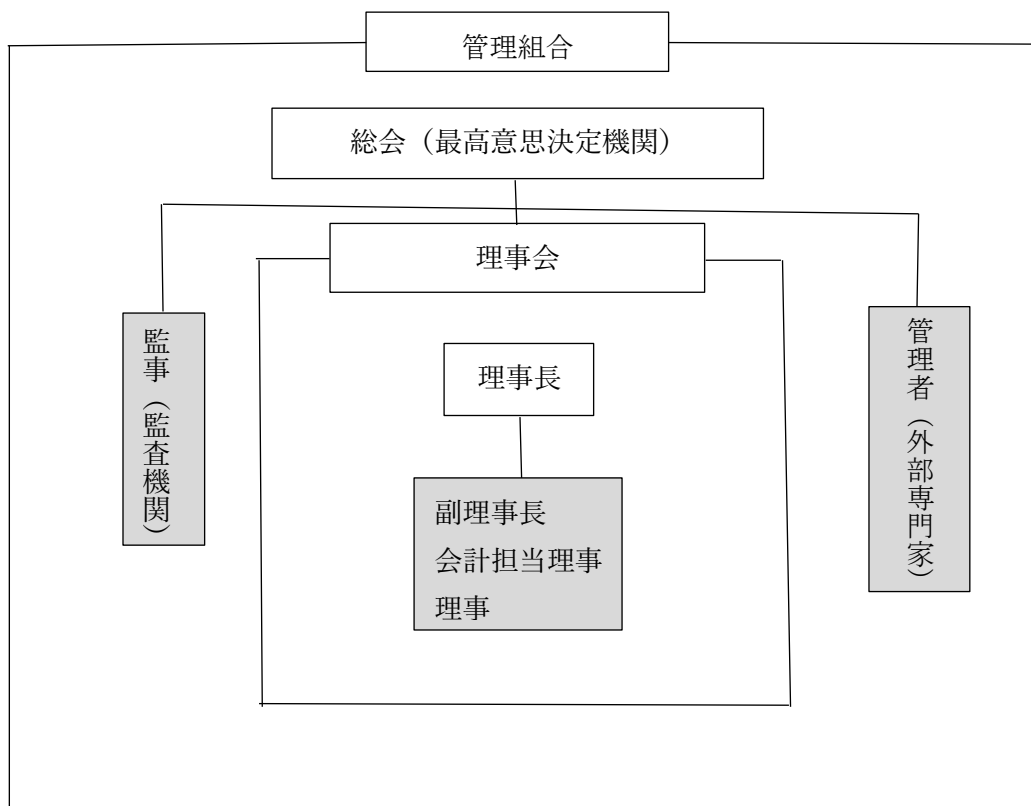 管理組合
総会（最高意思決定機関）
理事会
監事（監査機関）
理事長
管理者（外部専門家）
副理事長
会計担当理事
理事